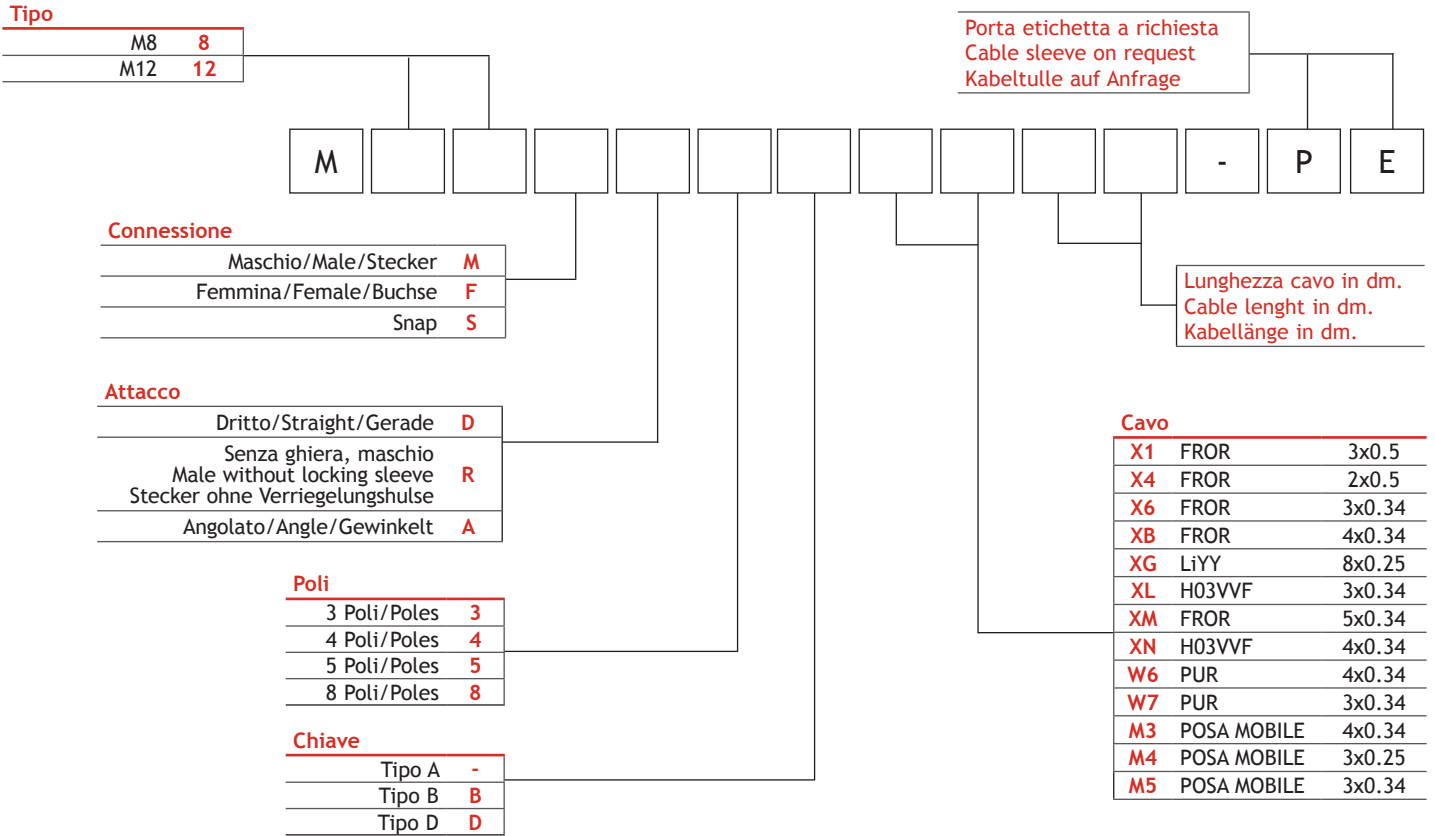 Tipo
M8 8
M12 12
Porta etichetta a richiesta
Cable sleeve on request
Kabeltulle auf Anfrage
M - P E
Connessione
Maschio/Male/Stecker M
Femmina/Female/Buchse F
Snap S
Lunghezza cavo in dm.
Cable lenght in dm.
Kabellänge in dm.
Attacco
Dritto/Straight/Gerade D
Senza ghiera, maschio
Male without locking sleeve R
Stecker ohne Verriegelungshulse
Angolato/Angle/Gewinkelt A
Cavo
X1 FROR 3x0.5
X4 FROR 2x0.5
X6 FROR 3x0.34
XB FROR 4x0.34
XG LiYY 8x0.25
XL H03VVF 3x0.34
XM FROR 5x0.34
XN H03VVF 4x0.34
W6 PUR 4x0.34
W7 PUR 3x0.34
M3 POSA MOBILE 4x0.34
M4 POSA MOBILE 3x0.25
M5 POSA MOBILE 3x0.34
Poli
3 Poli/Poles 3
4 Poli/Poles 4
5 Poli/Poles 5
8 Poli/Poles 8
Chiave
Tipo A -
Tipo B B
Tipo D D